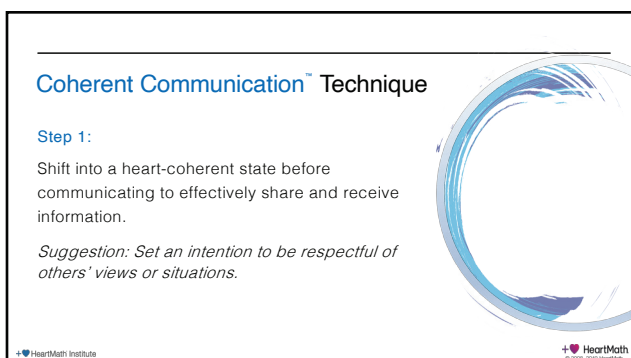 Coherent Communication™ Technique
Step 1:
Shift into a heart-coherent state before
communicating to effectively share and receive
information.
Suggestion: Set an intention to be respectful of
others' views or situations.
HeartMath Institute
HeartMath